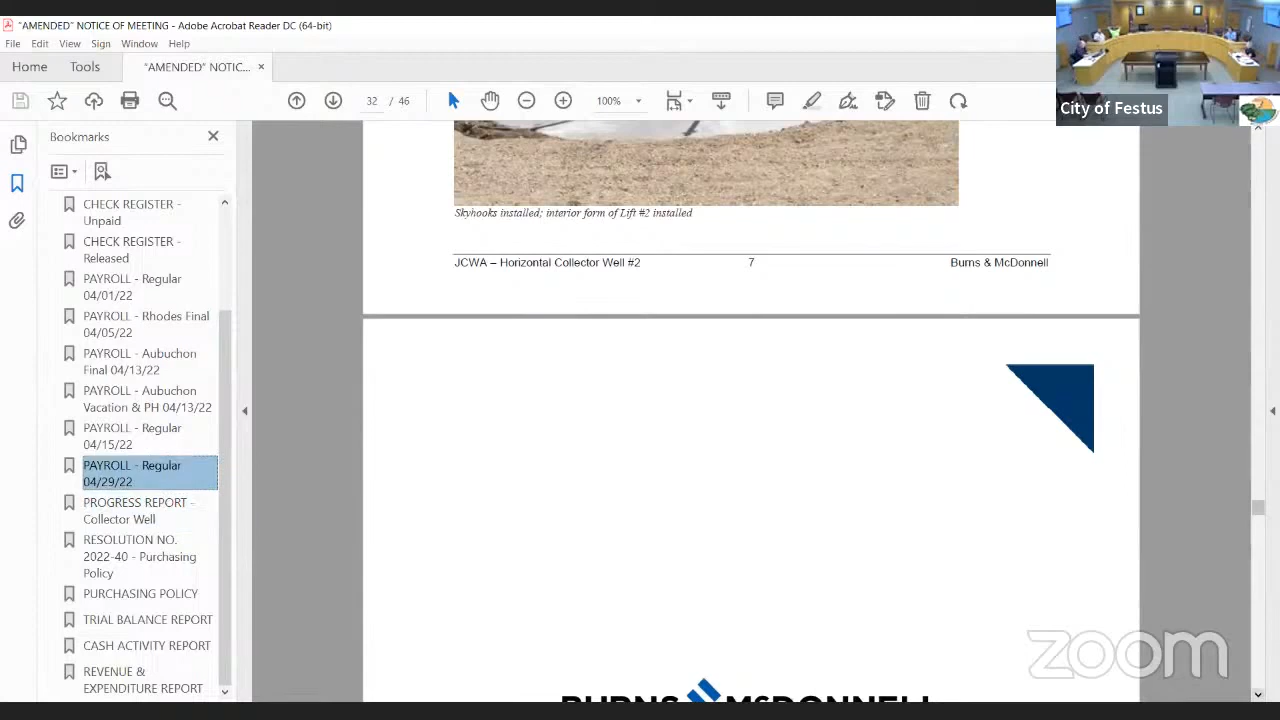 "AMENDED" NOTICE OF MEETING - Adobe Acrobat Reader DC (64-bit)
File Edit View Sign Window Help
Home Tools "AMENDED" NOTIC... ×
32 / 46 100%
City of Festus
Bookmarks
CHECK REGISTER -
Unpaid
CHECK REGISTER -
Released
PAYROLL - Regular
04/01/22
PAYROLL - Rhodes Final
04/05/22
PAYROLL - Aubuchon
Final 04/13/22
PAYROLL - Aubuchon
Vacation & PH 04/13/22
PAYROLL - Regular
04/15/22
PAYROLL - Regular
04/29/22
PROGRESS REPORT -
Collector Well
RESOLUTION NO.
2022-40 - Purchasing
Policy
PURCHASING POLICY
TRIAL BALANCE REPORT
CASH ACTIVITY REPORT
REVENUE &
EXPENDITURE REPORT
Skyhooks installed; interior form of Lift #2 installed
JCWA – Horizontal Collector Well #2 7 Burns & McDonnell
BURNS MCDONNELL
zoom